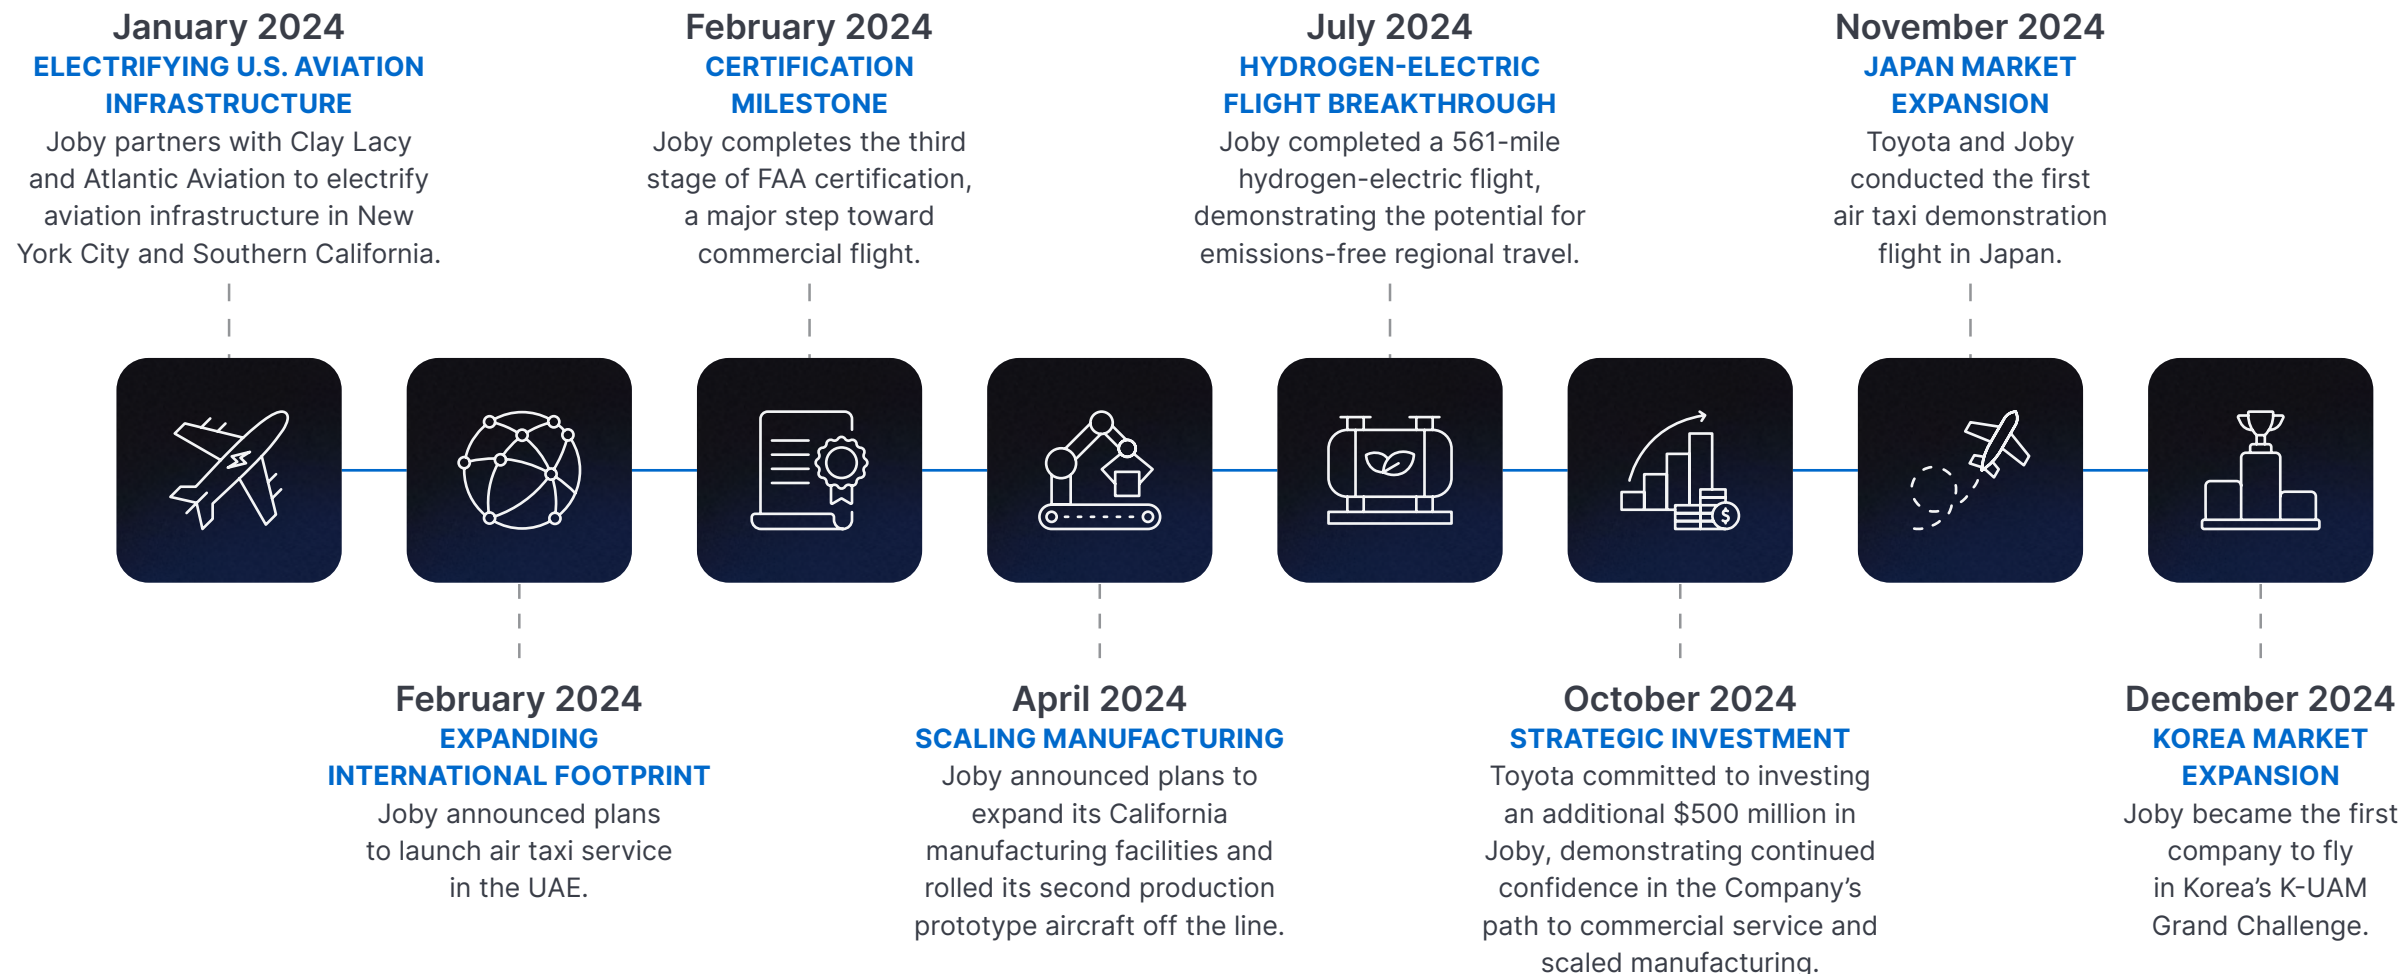 January 2024
ELECTRIFYING U.S. AVIATION
INFRASTRUCTURE
Joby partners with Clay Lacy
and Atlantic Aviation to electrify
aviation infrastructure in New
York City and Southern California.
February 2024
EXPANDING
INTERNATIONAL FOOTPRINT
Joby announced plans
to launch air taxi service
in the UAE.
February 2024
CERTIFICATION
MILESTONE
Joby completes the third
stage of FAA certification,
a major step toward
commercial flight.
April 2024
SCALING MANUFACTURING
Joby announced plans to
expand its California
manufacturing facilities and
rolled its second production
prototype aircraft off the line.
July 2024
HYDROGEN-ELECTRIC
FLIGHT BREAKTHROUGH
Joby completed a 561-mile
hydrogen-electric flight,
demonstrating the potential for
emissions-free regional travel.
October 2024
STRATEGIC INVESTMENT
Toyota committed to investing
an additional $500 million in
Joby, demonstrating continued
confidence in the Company’s
path to commercial service and
scaled manufacturing.
November 2024
JAPAN MARKET
EXPANSION
Toyota and Joby
conducted the first
air taxi demonstration
flight in Japan.
December 2024
KOREA MARKET
EXPANSION
Joby became the first
company to fly
in Korea’s K-UAM
Grand Challenge.
$